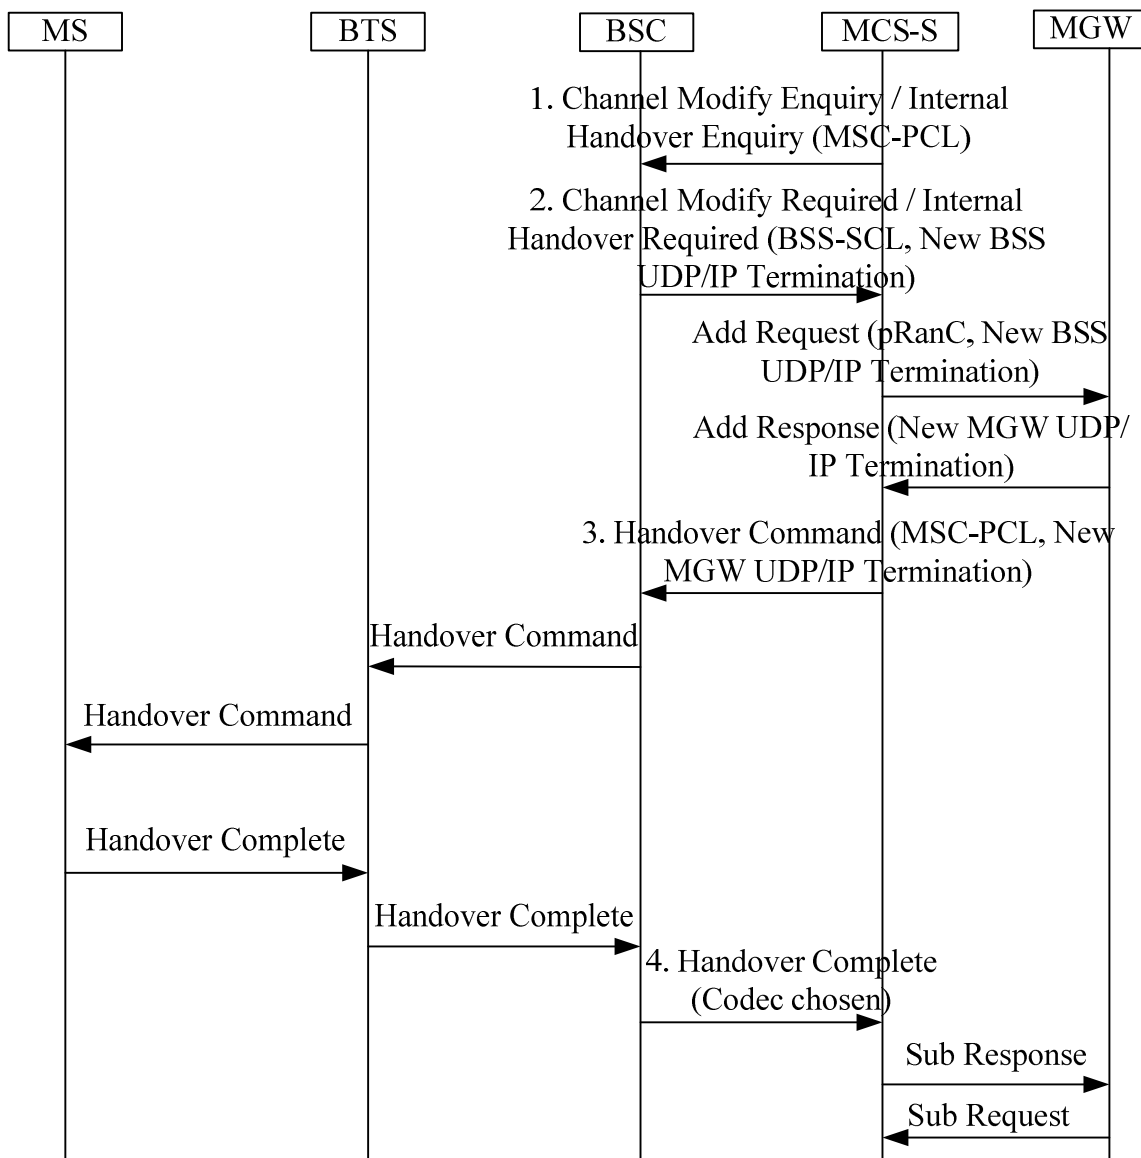 MS
BTS
BSC
MCS-S
MGW
1. Channel Modify Enquiry / Internal
Handover Enquiry (MSC-PCL)
2. Channel Modify Required / Internal
Handover Required (BSS-SCL, New BSS
UDP/IP Termination)
Add Request (pRanC, New BSS
UDP/IP Termination)
Add Response (New MGW UDP/
IP Termination)
3. Handover Command (MSC-PCL, New
MGW UDP/IP Termination)
Handover Command
Handover Command
Handover Complete
Handover Complete
4. Handover Complete
(Codec chosen)
Sub Response
Sub Request